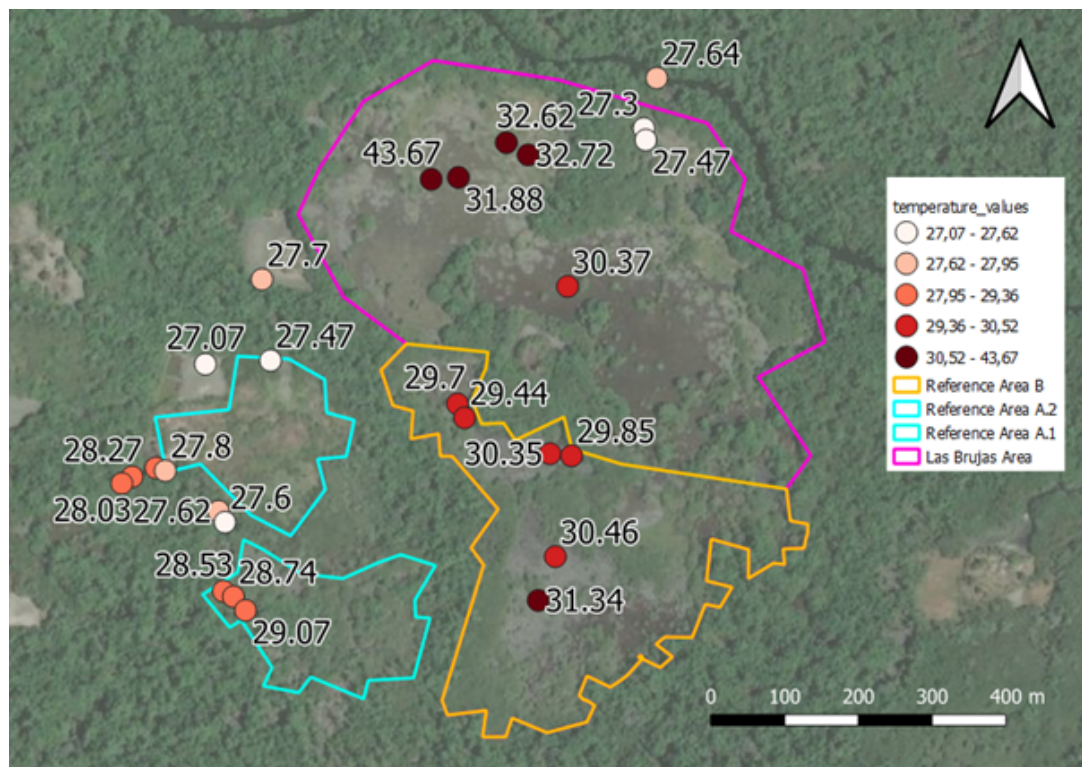 27.64
27.3
32.62
27.47
43.67
32.72
31.88
27.7
30.37
27.07
27.47
29.7
29.44
28.27
27.8
30.35
29.85
28.03
27.62
27.6
30.46
28.53
28.74
31.34
29.07
temperature_values
27,07 - 27,62
27,62 - 27,95
27,95 - 29,36
29,36 - 30,52
30,52 - 43,67
Reference Area B
Reference Area A.2
Reference Area A.1
Las Brujas Area
0 100 200 300 400 m